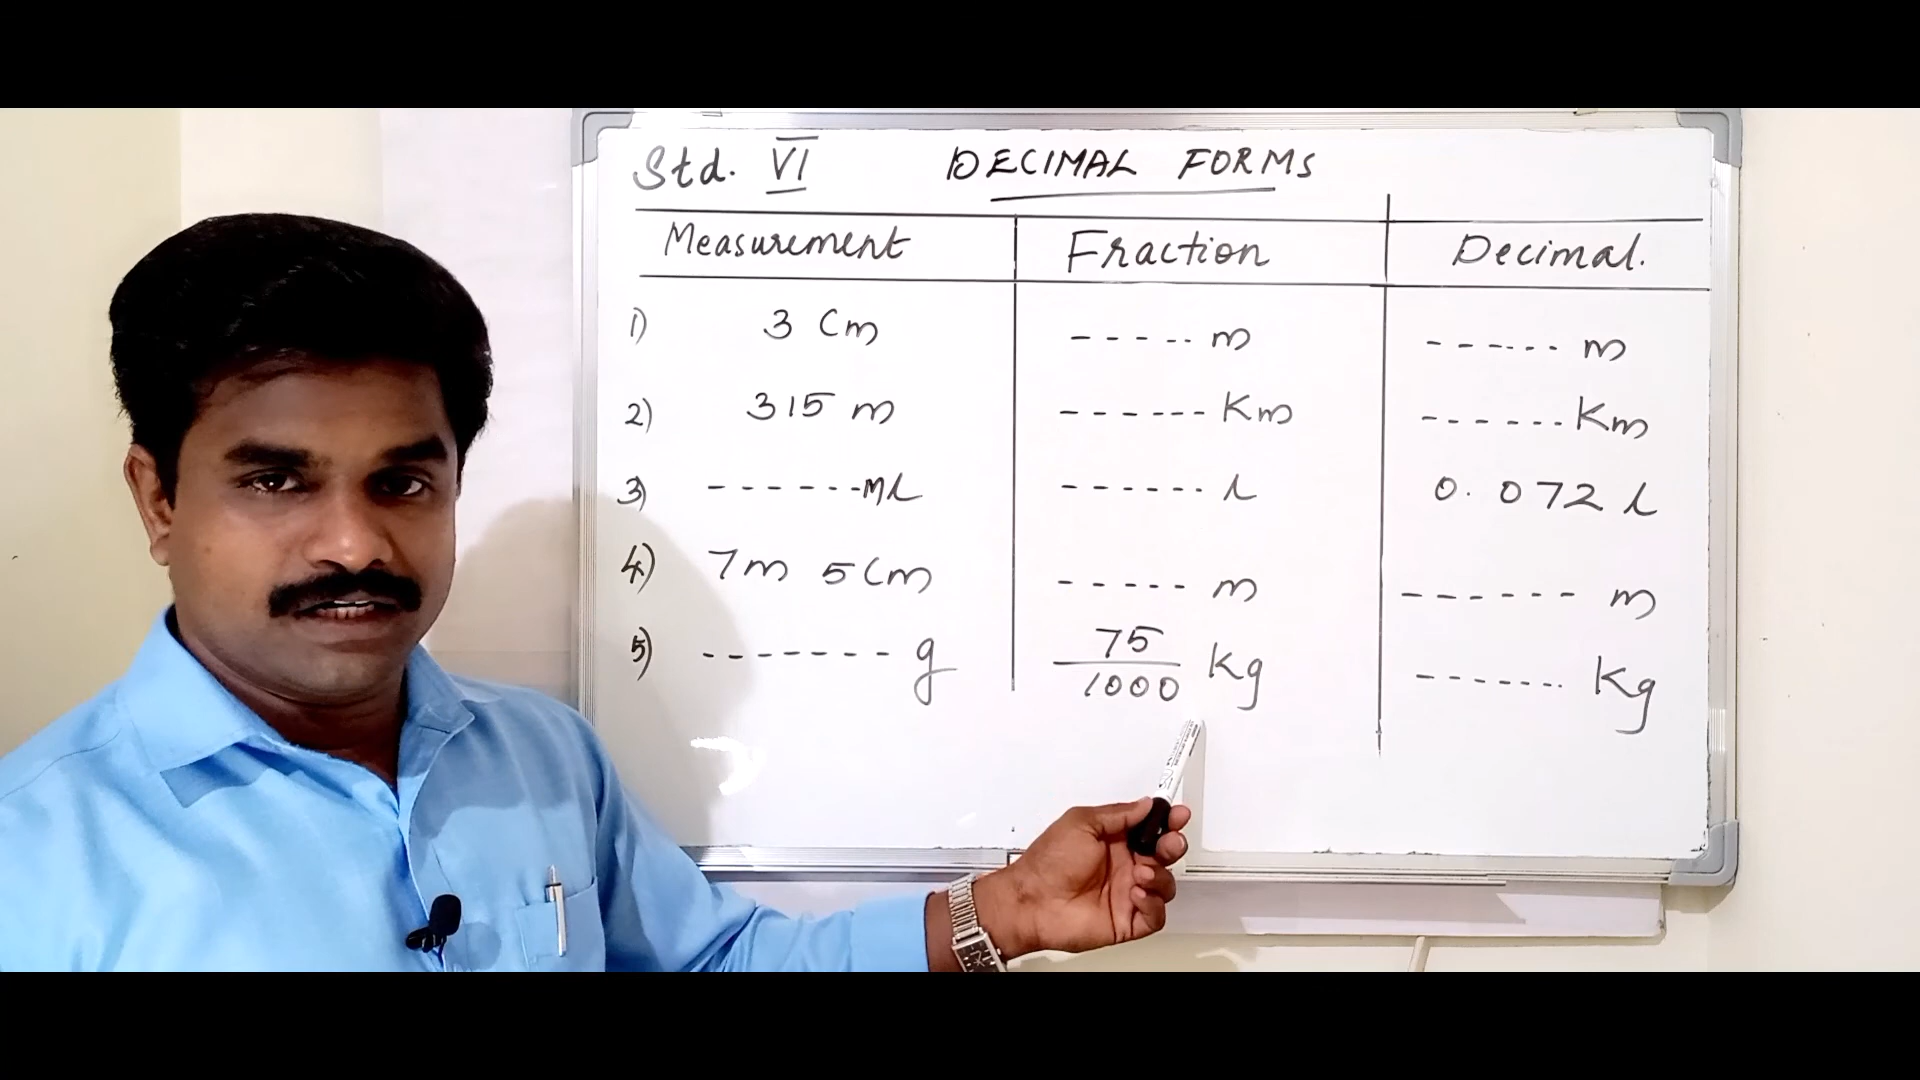 Std. VI DECIMAL FORMS
Measurement Fraction Decimal.
1) 3 Cm ----- m ------ m
2) 315 m ------ Km ------ Km
3) ------ ml ------ l 0.072 l
4) 7m 5Cm ----- m ------ m
5) ------- g 75/1000 Kg ------- Kg